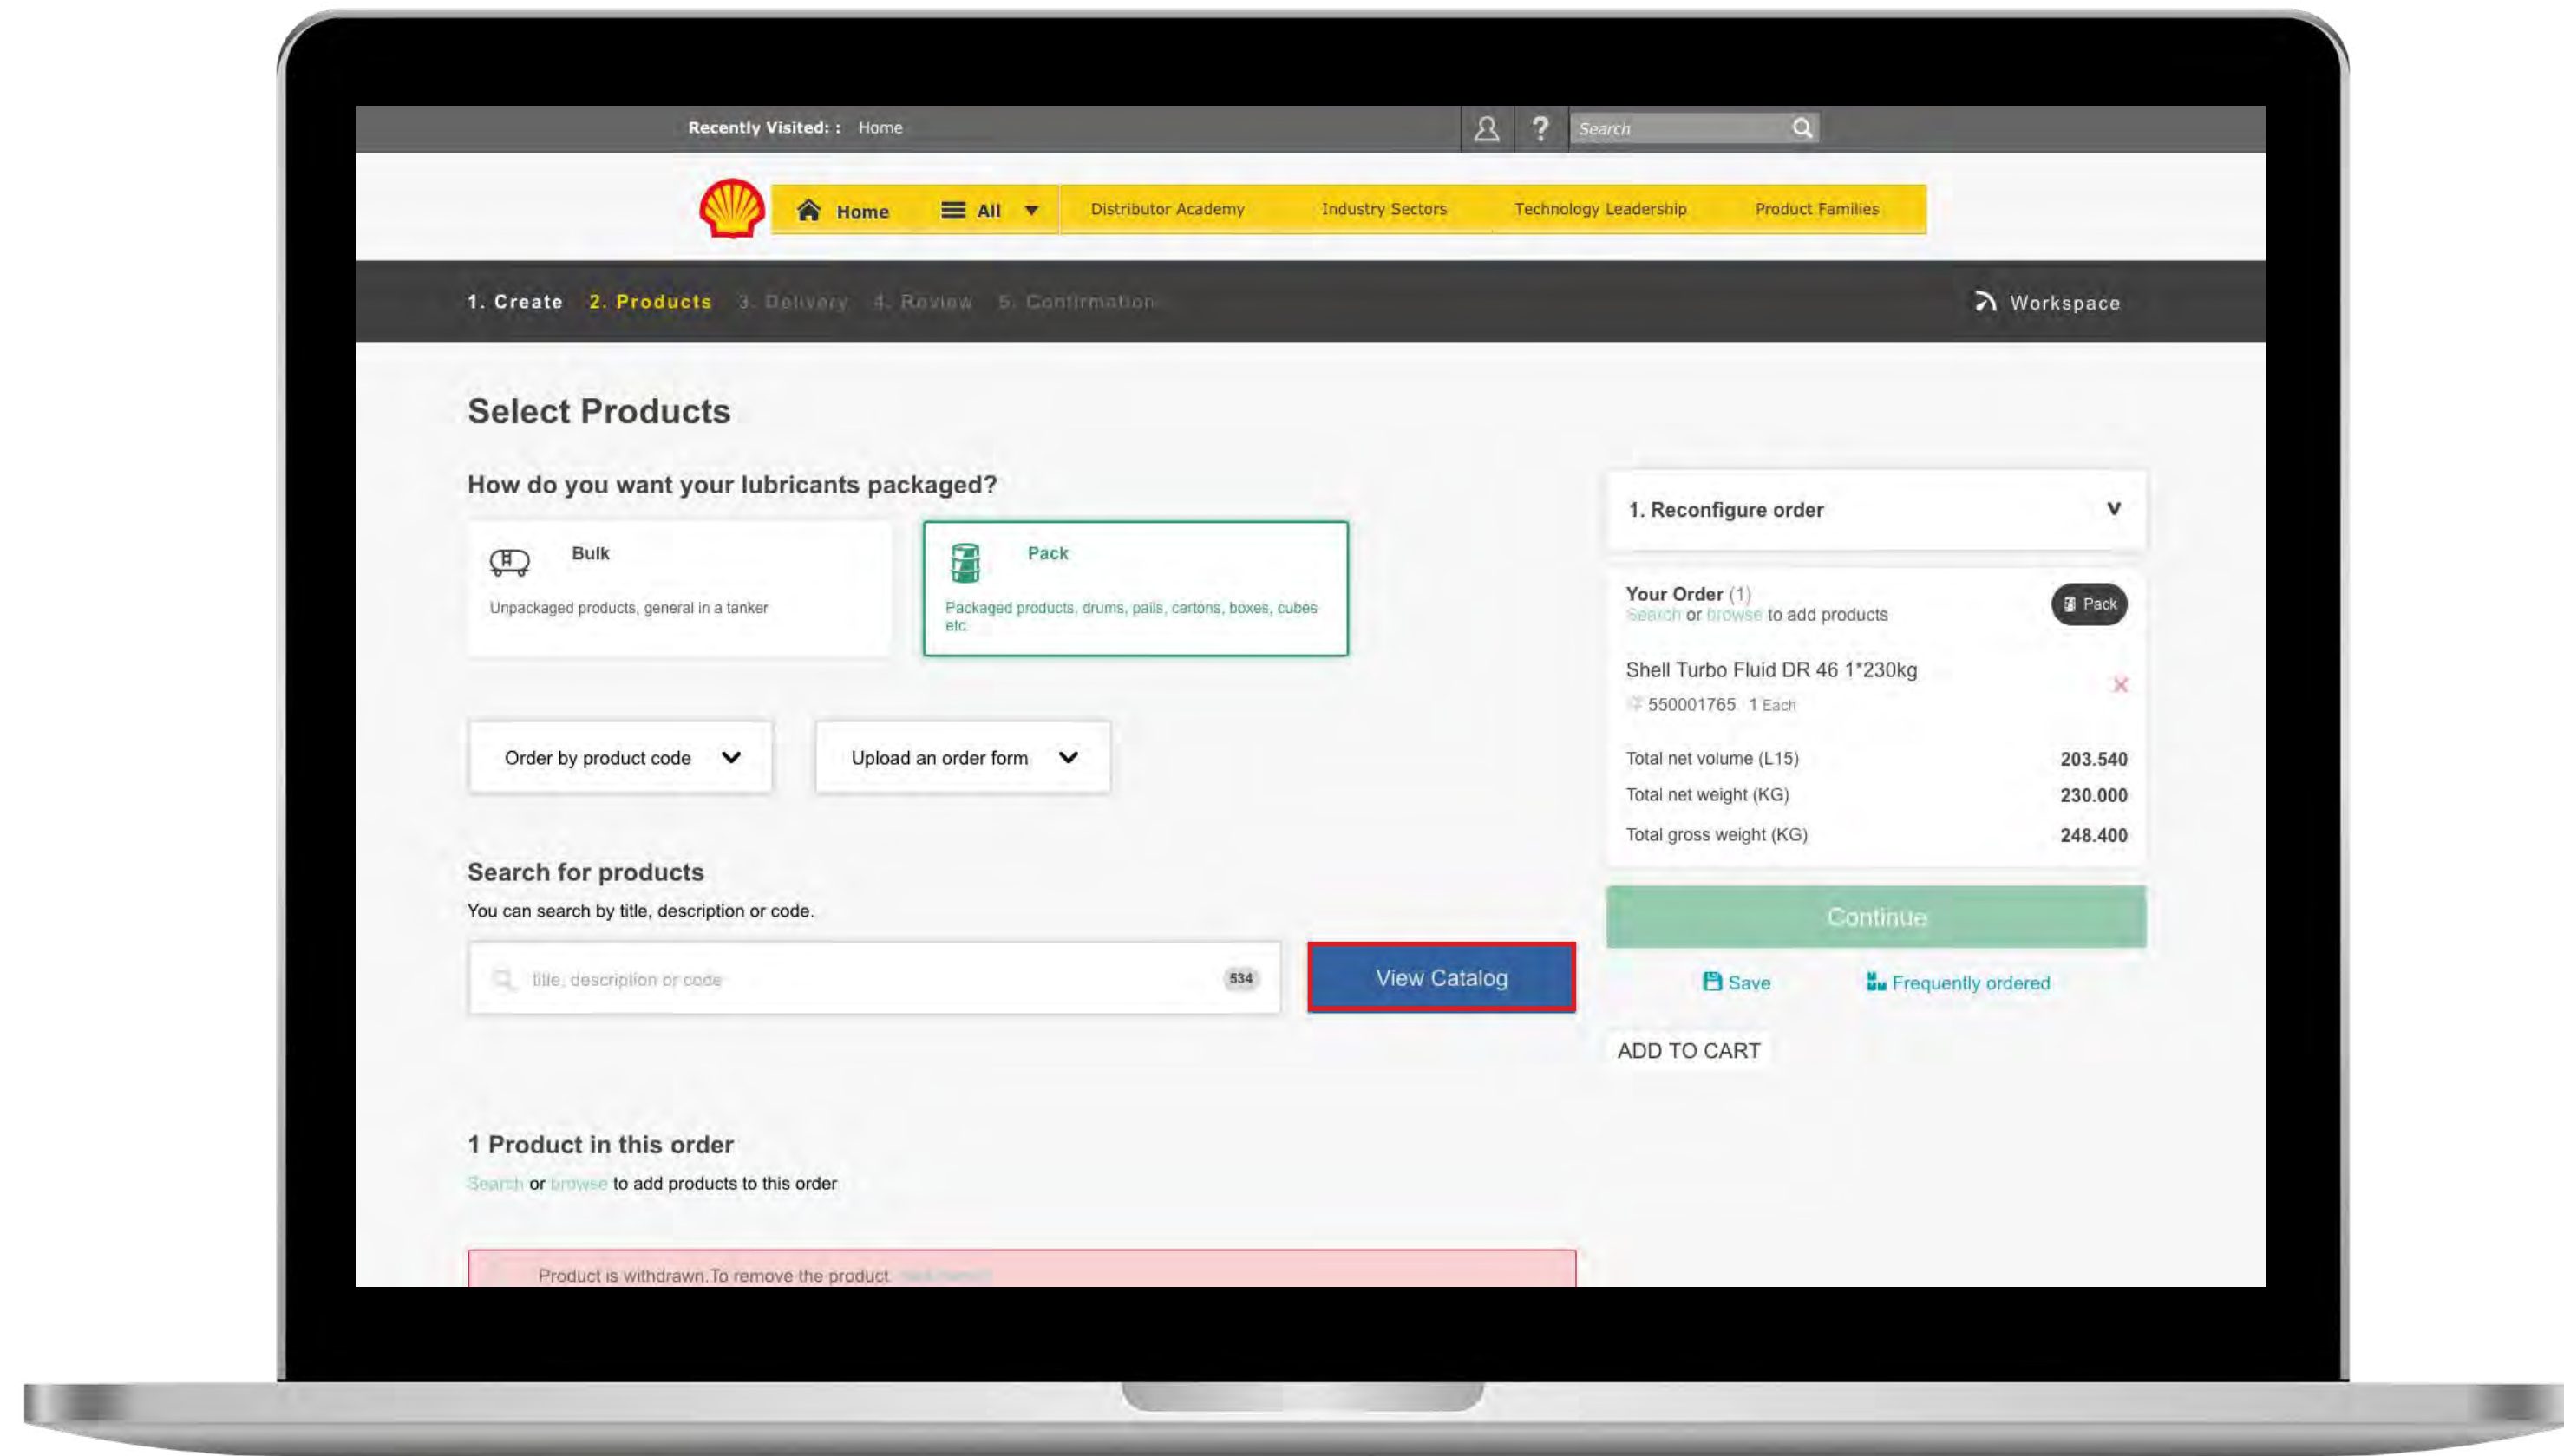 Recently Visited: : Home
Search
Home All Distributor Academy Industry Sectors Technology Leadership Product Families
1. Create 2. Products 3. Delivery 4. Review 5. Confirmation
Workspace
Select Products
How do you want your lubricants packaged?
Bulk
Unpackaged products, general in a tanker
Pack
Packaged products, drums, pails, cartons, boxes, cubes
etc.
Order by product code
Upload an order form
Search for products
You can search by title, description or code.
title, description or code
534
View Catalog
1 Product in this order
Search or browse to add products to this order
Product is withdrawn.To remove the product
1. Reconfigure order
Your Order (1)
Search or browse to add products
Pack
Shell Turbo Fluid DR 46 1*230kg
550001765 1 Each
Total net volume (L15) 203.540
Total net weight (KG) 230.000
Total gross weight (KG) 248.400
Continue
Save Frequently ordered
ADD TO CART